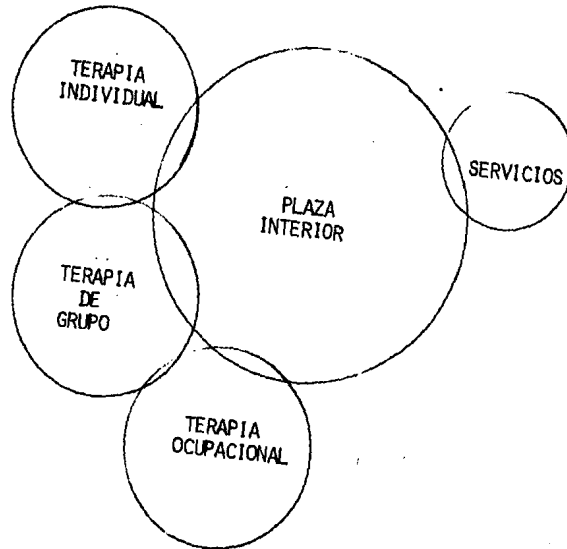 TERAPIA
INDIVIDUAL
SERVICIOS
PLAZA
INTERIOR
TERAPIA
DE
GRUPO
TERAPIA
OCUPACIONAL